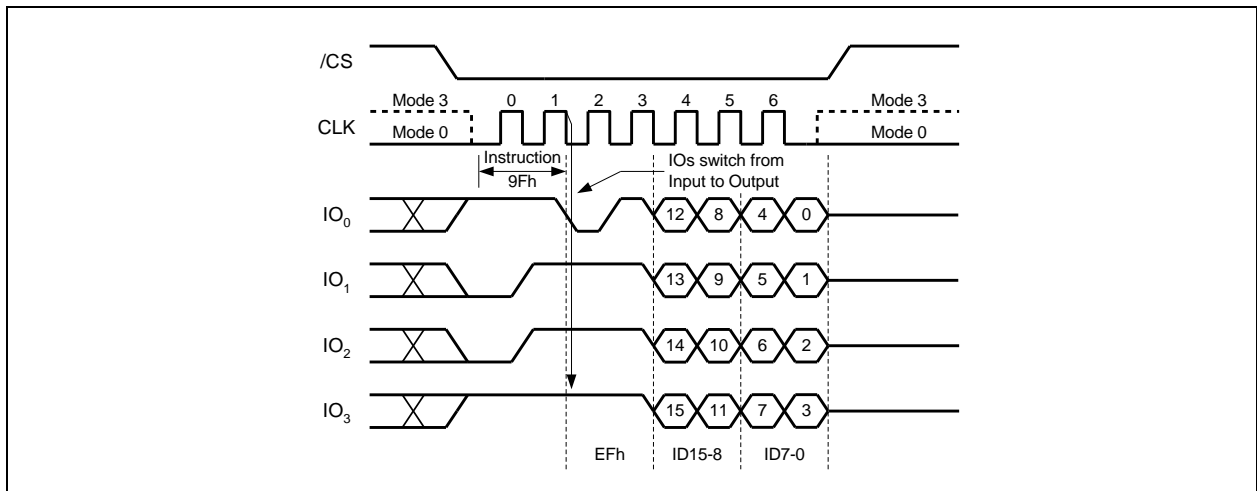 /CS
Mode 3 0 1 2 3 4 5 6 Mode 3
CLK Mode 0 Mode 0
Instruction IOs switch from
9Fh Input to Output
IO0 12 8 4 0
IO1 13 9 5 1
IO2 14 10 6 2
IO3 15 11 7 3
EFh ID15-8 ID7-0